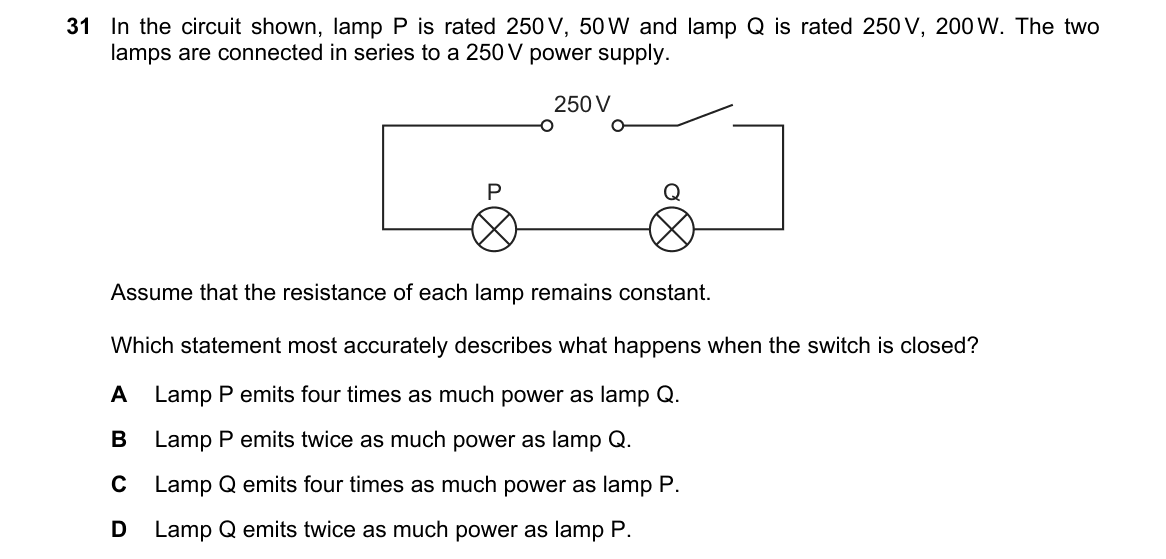 31 In the circuit shown, lamp P is rated 250 V, 50 W and lamp Q is rated 250 V, 200 W. The two
lamps are connected in series to a 250 V power supply.
250 V
P
Q
Assume that the resistance of each lamp remains constant.
Which statement most accurately describes what happens when the switch is closed?
A Lamp P emits four times as much power as lamp Q.
B Lamp P emits twice as much power as lamp Q.
C Lamp Q emits four times as much power as lamp P.
D Lamp Q emits twice as much power as lamp P.